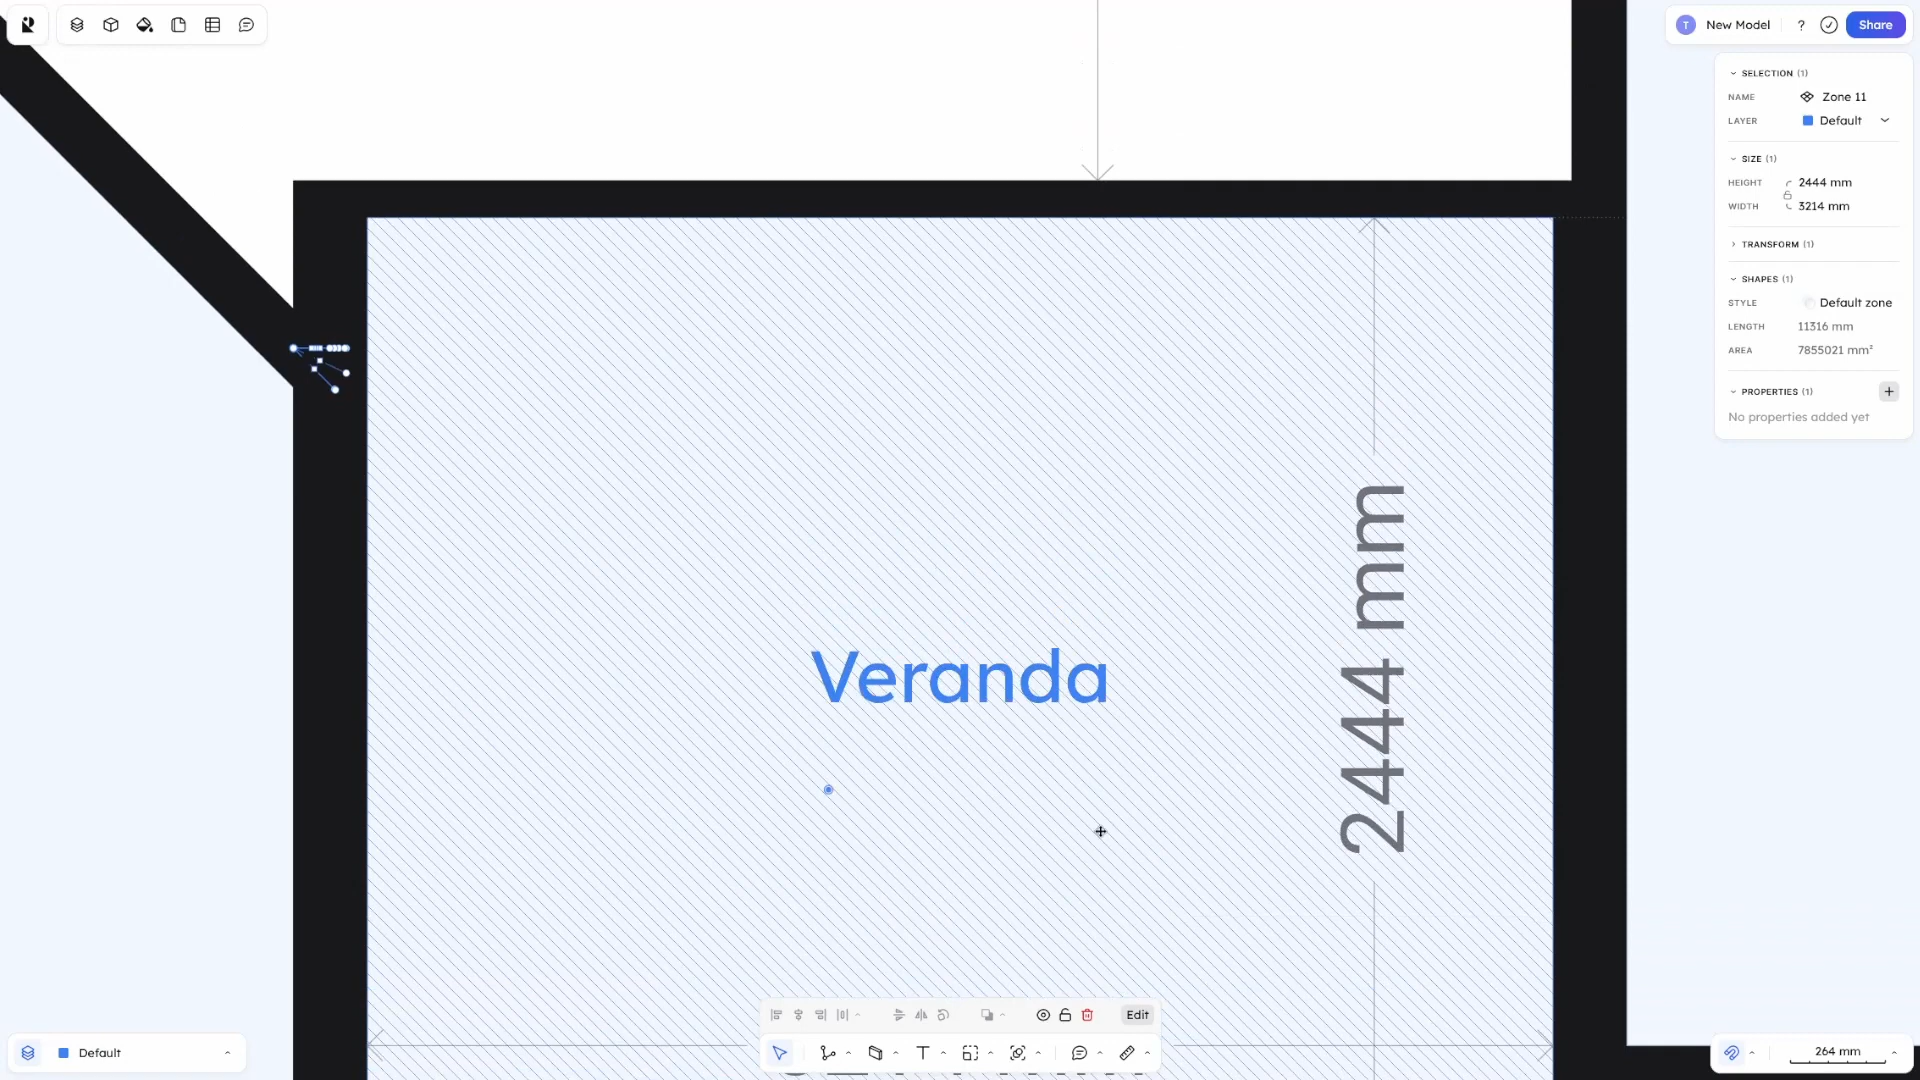 New Model
?
Share
SELECTION (1)
NAME Zone 11
LAYER Default
SIZE (1)
HEIGHT 2444 mm
WIDTH 3214 mm
TRANSFORM (1)
SHAPES (1)
STYLE Default zone
LENGTH 11316 mm
AREA 7855021 mm²
PROPERTIES (1)
No properties added yet
2444 mm
Veranda
Edit
Default
264 mm